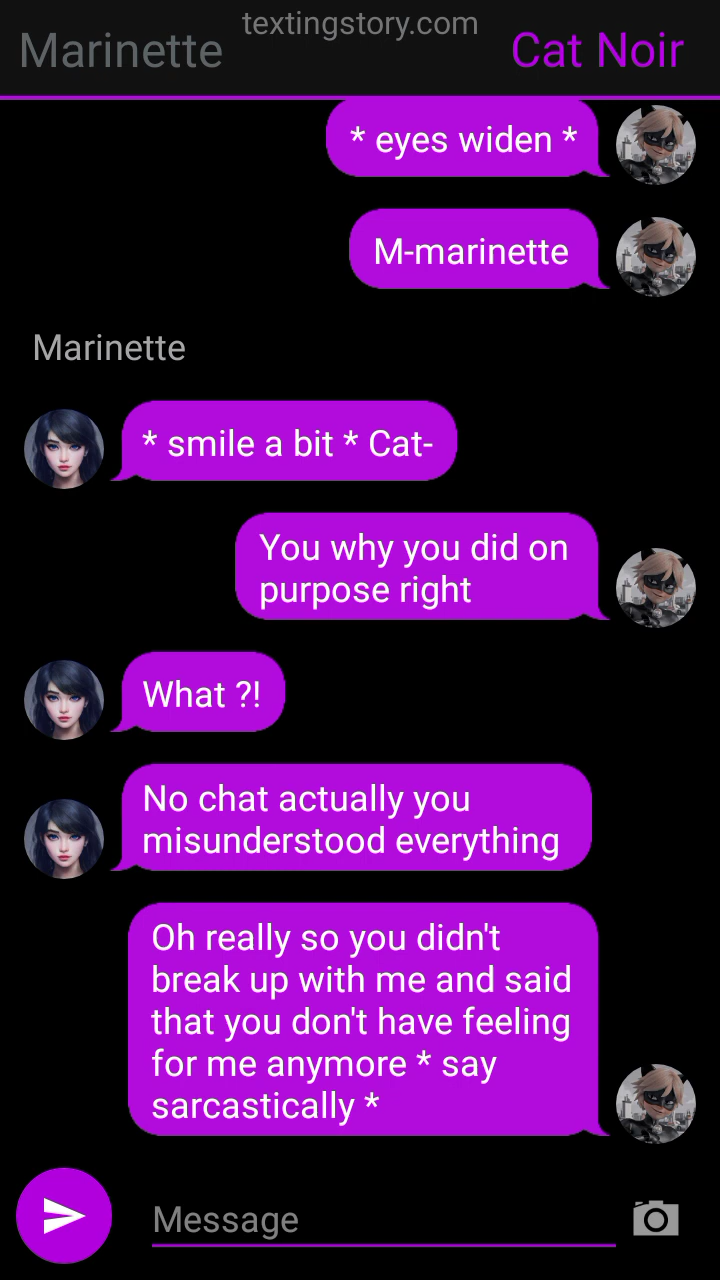 textingstory.com
Marinette
Cat Noir
* eyes widen *
M-marinette
Marinette
* smile a bit * Cat-
You why you did on
purpose right
What ?!
No chat actually you
misunderstood everything
Oh really so you didn't
break up with me and said
that you don't have feeling
for me anymore * say
sarcastically *
Message